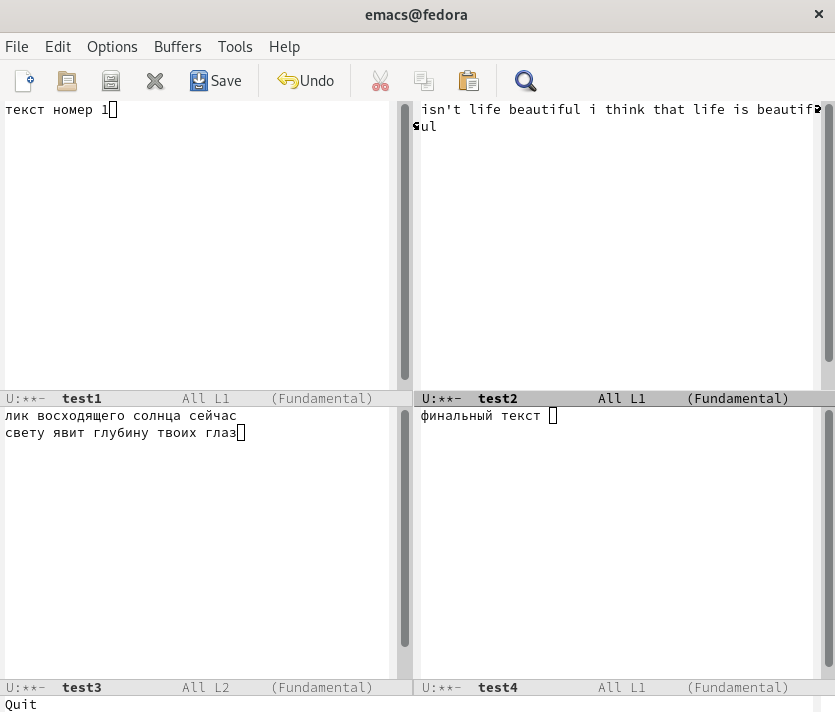 emacs@fedora
File Edit Options Buffers Tools Help
Save Undo
текст номер 1
isn't life beautiful i think that life is beautif
ul
U:**- test1 All L1 (Fundamental)
U:**- test2 All L1 (Fundamental)
лик восходящего солнца сейчас
свету явит глубину твоих глаз
финальный текст
U:**- test3 All L2 (Fundamental)
U:**- test4 All L1 (Fundamental)
Quit